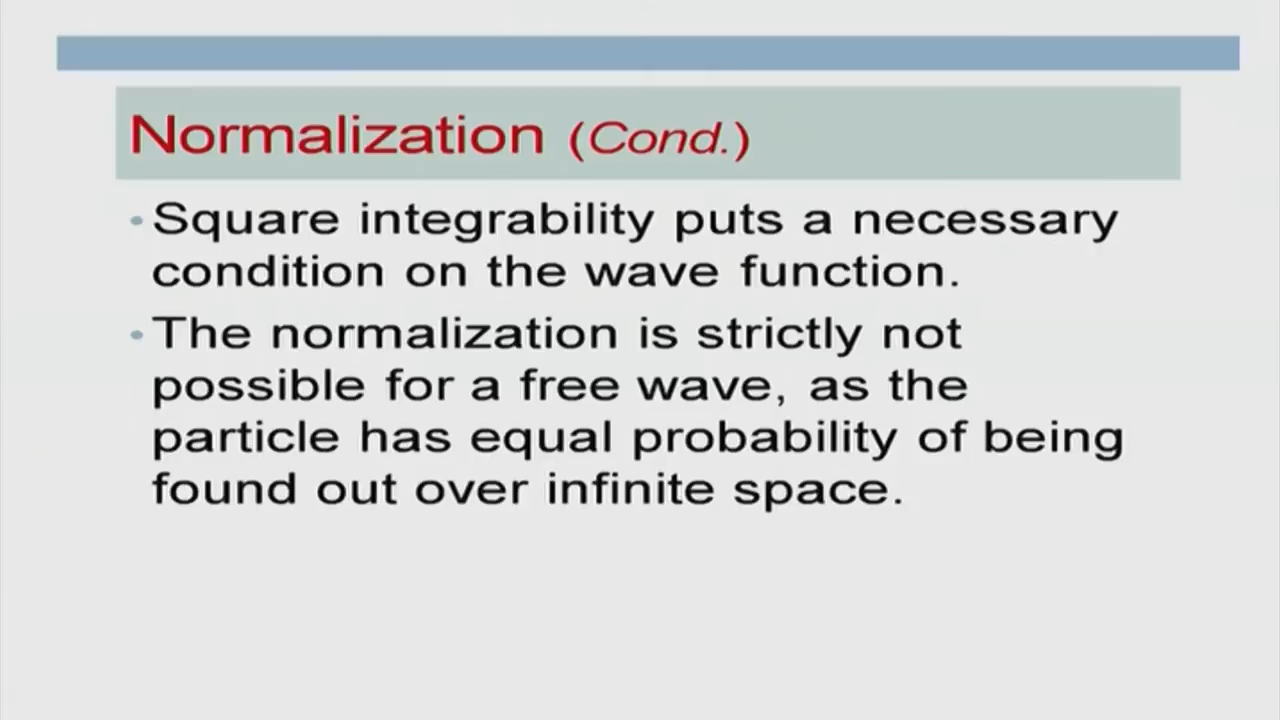 Normalization (Cond.)
• Square integrability puts a necessary
condition on the wave function.
• The normalization is strictly not
possible for a free wave, as the
particle has equal probability of being
found out over infinite space.